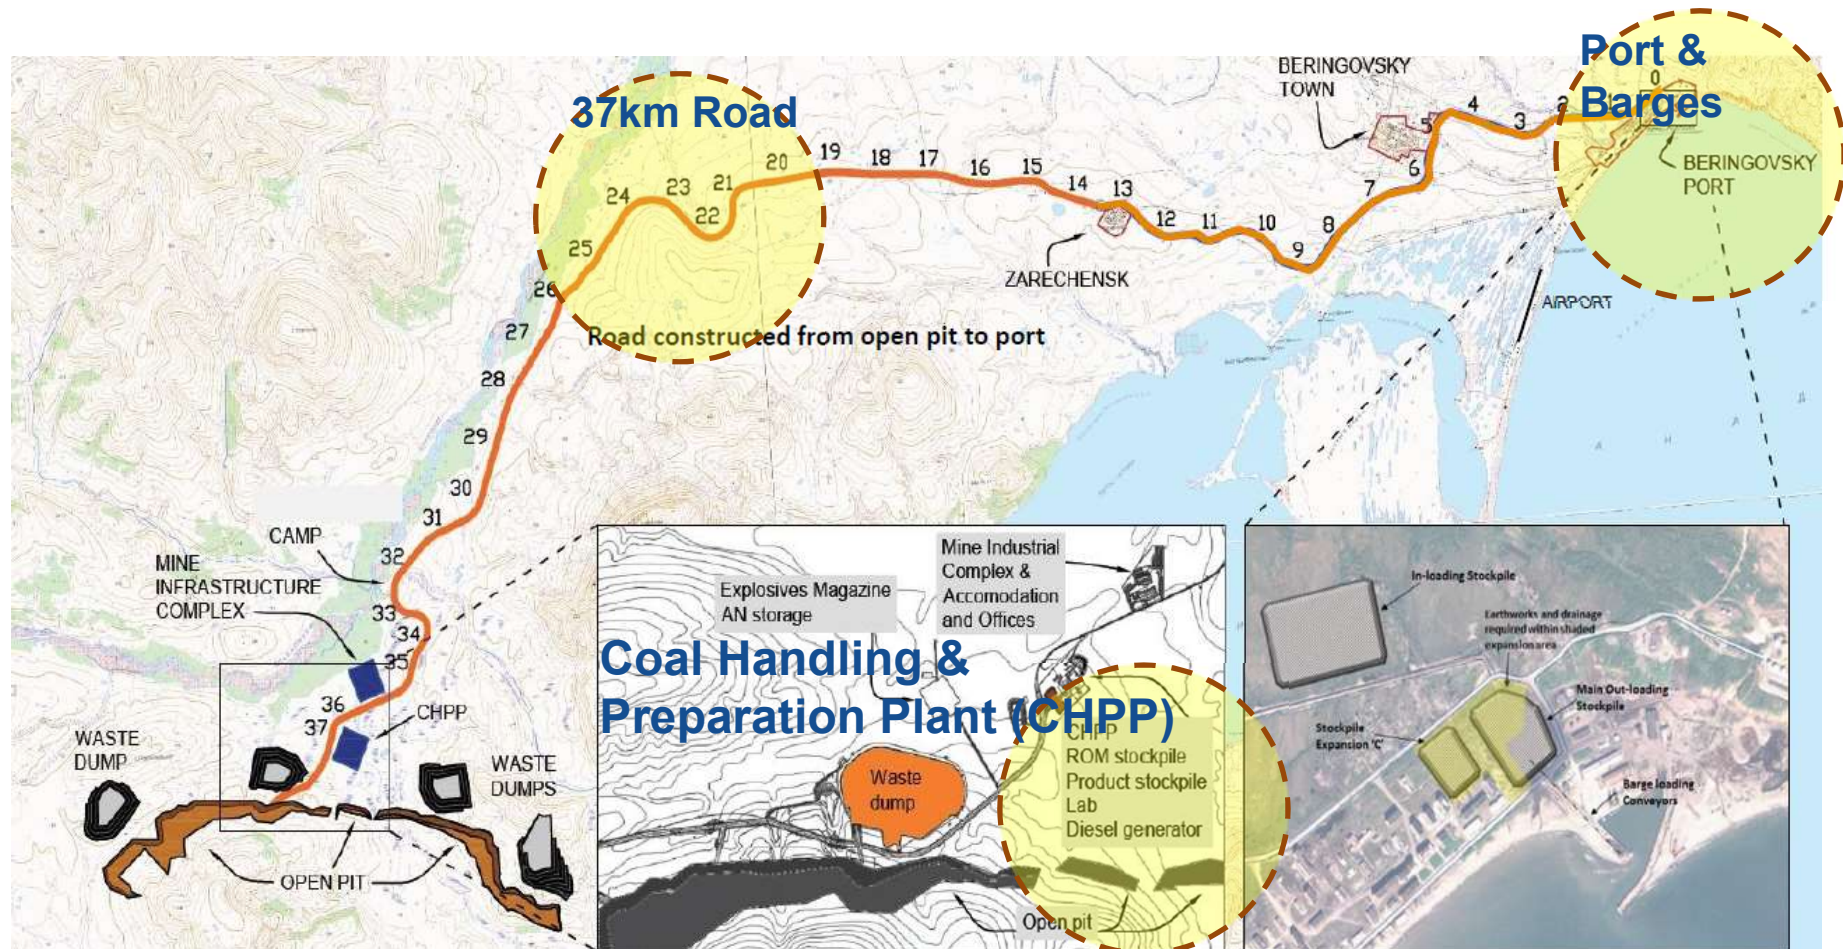 37km Road
Port &
Barges
BERINGOVSKY
TOWN
BERINGOVSKY
PORT
0
2
3
4
5
6
7
8
9
10
11
12
13
14
15
16
17
18
19
20
21
22
23
24
25
26
27
28
29
30
31
32
33
34
35
36
37
ZARECHENSK
AIRPORT
Road constructed from open pit to port
CAMP
MINE
INFRASTRUCTURE
COMPLEX
CHPP
WASTE
DUMP
WASTE
DUMPS
OPEN PIT
Explosives Magazine
AN storage
Mine Industrial
Complex &
Accomodation
and Offices
Coal Handling &
Preparation Plant (CHPP)
CHPP
ROM stockpile
Product stockpile
Lab
Diesel generator
Waste
dump
Open pit
In-loading Stockpile
Earthworks and drainage
required within shaded
expansion area
Main Out-loading
Stockpile
Stockpile
Expansion 'C'
Barge loading
Conveyors